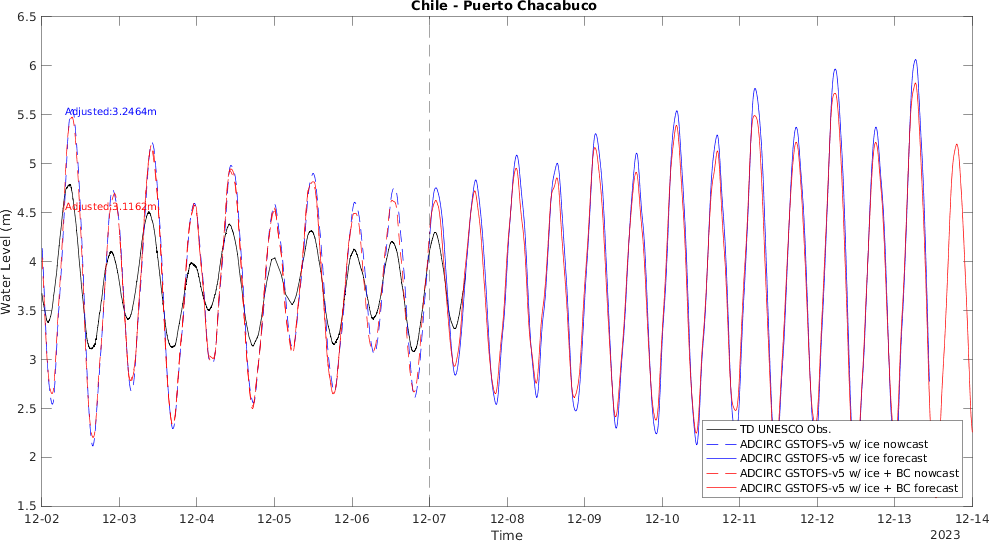 Chile - Puerto Chacabuco
6.5
6
5.5
5
4.5
4
3.5
3
2.5
2
1.5
Water Level (m)
Adjusted:3.2464m
Adjusted:3.1162m
TD UNESCO Obs.
ADCIRC GSTOFS-v5 w/ ice nowcast
ADCIRC GSTOFS-v5 w/ ice forecast
ADCIRC GSTOFS-v5 w/ ice + BC nowcast
ADCIRC GSTOFS-v5 w/ ice + BC forecast
12-02 12-03 12-04 12-05 12-06 12-07 12-08 12-09 12-10 12-11 12-12 12-13 12-14
Time
2023